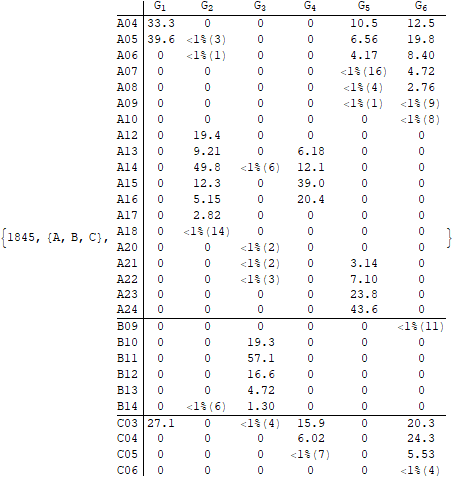 G1 G2 G3 G4 G5 G6
A04 33.3 0 0 0 10.5 12.5
A05 39.6 <1%(3) 0 0 6.56 19.8
A06 0 <1%(1) 0 0 4.17 8.40
A07 0 0 0 0 <1%(16) 4.72
A08 0 0 0 0 <1%(4) 2.76
A09 0 0 0 0 <1%(1) <1%(9)
A10 0 0 0 0 0 <1%(8)
A12 0 19.4 0 0 0 0
A13 0 9.21 0 6.18 0 0
A14 0 49.8 <1%(6) 12.1 0 0
A15 0 12.3 0 39.0 0 0
A16 0 5.15 0 20.4 0 0
A17 0 2.82 0 0 0 0
{1845, {A, B, C}, A18 0 <1%(14) 0 0 0 0 }
A20 0 0 <1%(2) 0 0 0
A21 0 0 <1%(2) 0 3.14 0
A22 0 0 <1%(3) 0 7.10 0
A23 0 0 0 0 23.8 0
A24 0 0 0 0 43.6 0
B09 0 0 0 0 0 <1%(11)
B10 0 0 19.3 0 0 0
B11 0 0 57.1 0 0 0
B12 0 0 16.6 0 0 0
B13 0 0 4.72 0 0 0
B14 0 <1%(6) 1.30 0 0 0
C03 27.1 0 <1%(4) 15.9 0 20.3
C04 0 0 0 6.02 0 24.3
C05 0 0 0 <1%(7) 0 5.53
C06 0 0 0 0 0 <1%(4)